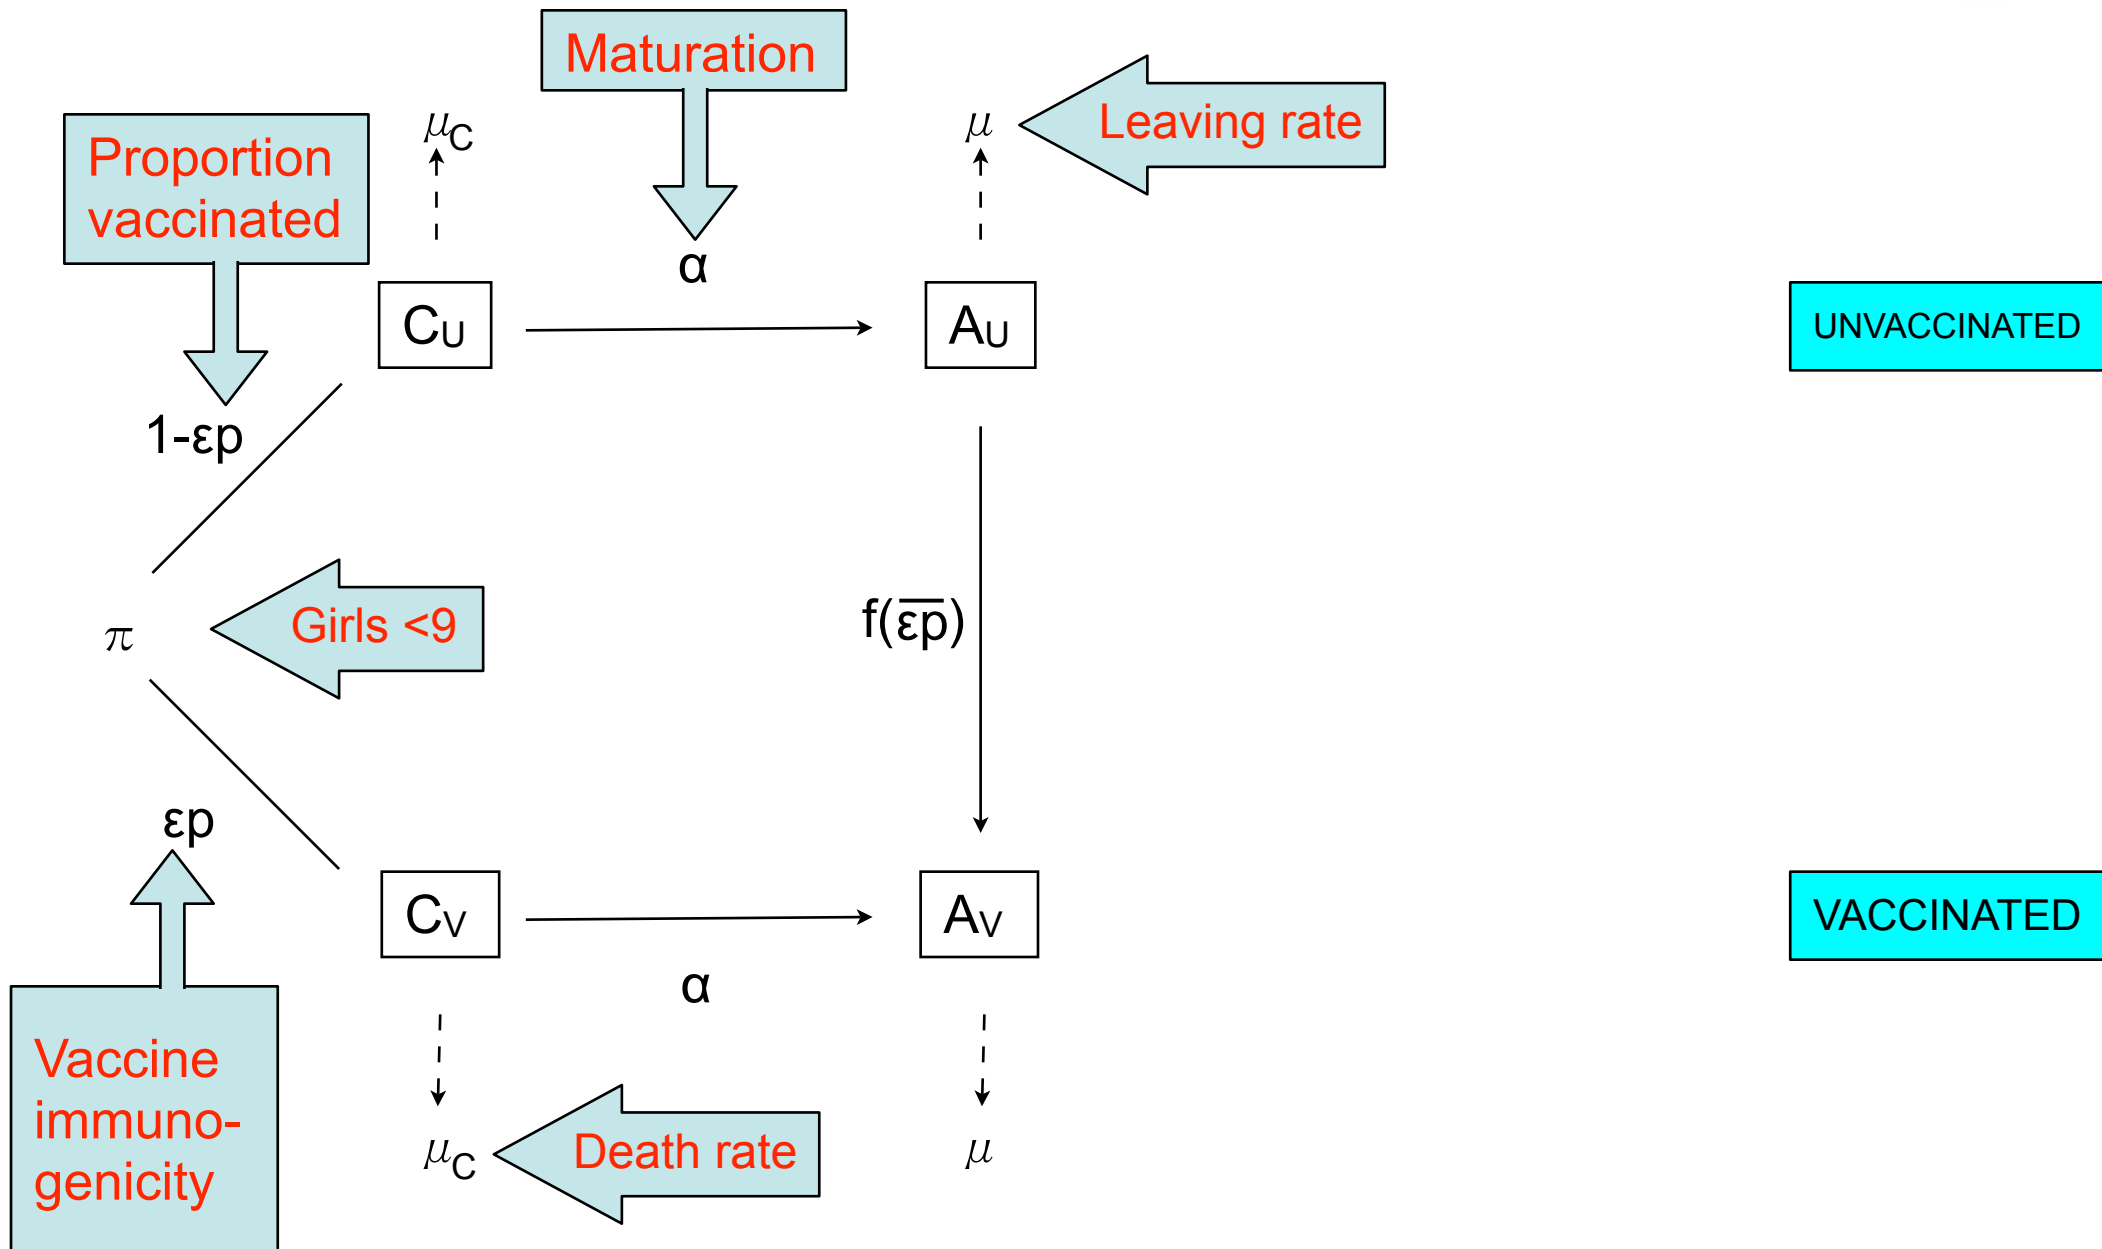 Maturation
μC
μ
Leaving rate
Proportion
vaccinated
α
CU
AU
UNVACCINATED
1-εp
π
Girls <9
f(ε̅p̅)
εp
CV
AV
VACCINATED
α
Vaccine
immuno-
genicity
μC
Death rate
μ